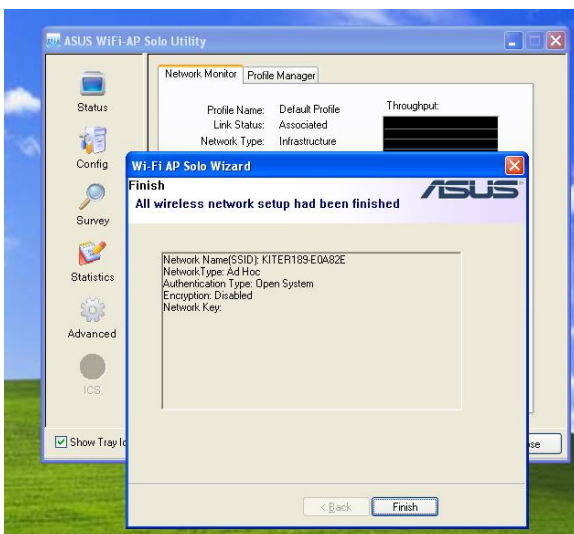 ASUS WiFi-AP Solo Utility
Network Monitor
Profile Manager
Status
Config
Survey
Statistics
Advanced
ICS
Profile Name: Default Profile
Link Status: Associated
Network Type: Infrastructure
Throughput:
Wi-Fi AP Solo Wizard
Finish
All wireless network setup had been finished
ASUS
Network Name(SSID): KITER189-E0A82E
NetworkType: Ad Hoc
Authentication Type: Open System
Encryption: Disabled
Network Key:
Show Tray
< Back
Finish